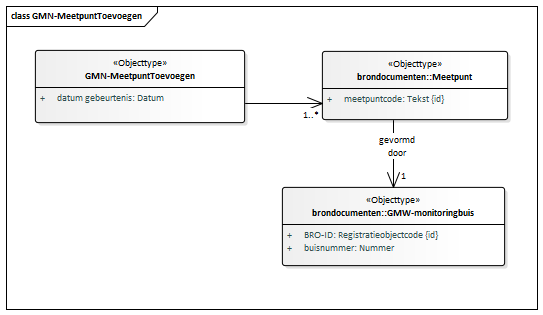 class GMN-MeetpuntToevoegen
«Objecttype»
GMN-MeetpuntToevoegen
+ datum gebeurtenis: Datum
«Objecttype»
brondocumenten::Meetpunt
+ meetpuntcode: Tekst {id}
1..*
gevormd
door
1
«Objecttype»
brondocumenten::GMW-monitoringbuis
+ BRO-ID: Registratieobjectcode {id}
+ buisnummer: Nummer